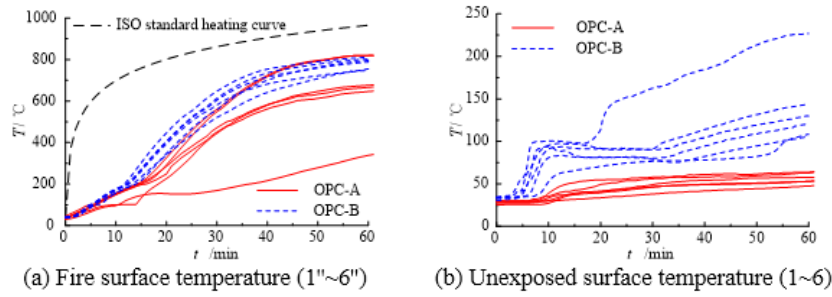 1000
800
600
400
200
0
T/ ℃
ISO standard heating curve
OPC-A
OPC-B
0 10 20 30 40 50 60
t /min
(a) Fire surface temperature (1"~6")
250
200
150
100
50
0
T/ ℃
OPC-A
OPC-B
0 10 20 30 40 50 60
t /min
(b) Unexposed surface temperature (1~6)